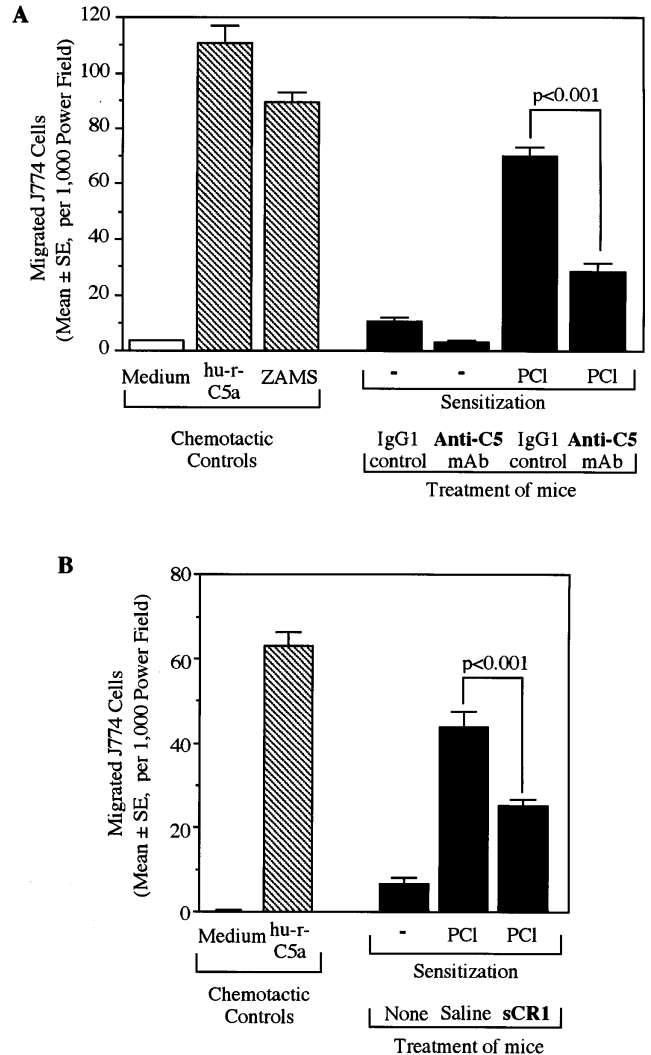 A
Migrated J774 Cells
(Mean ± SE, per 1,000 Power Field)
120
100
80
60
40
20
0
p<0.001
Medium hu-r-C5a ZAMS - - PCl PCl
Chemotactic
Controls
Sensitization
IgG1 Anti-C5 IgG1 Anti-C5
control mAb control mAb
Treatment of mice
B
Migrated J774 Cells
(Mean ± SE, per 1,000 Power Field)
80
60
40
20
0
p<0.001
Medium hu-r-C5a - PCl PCl
Chemotactic
Controls
Sensitization
None Saline sCR1
Treatment of mice